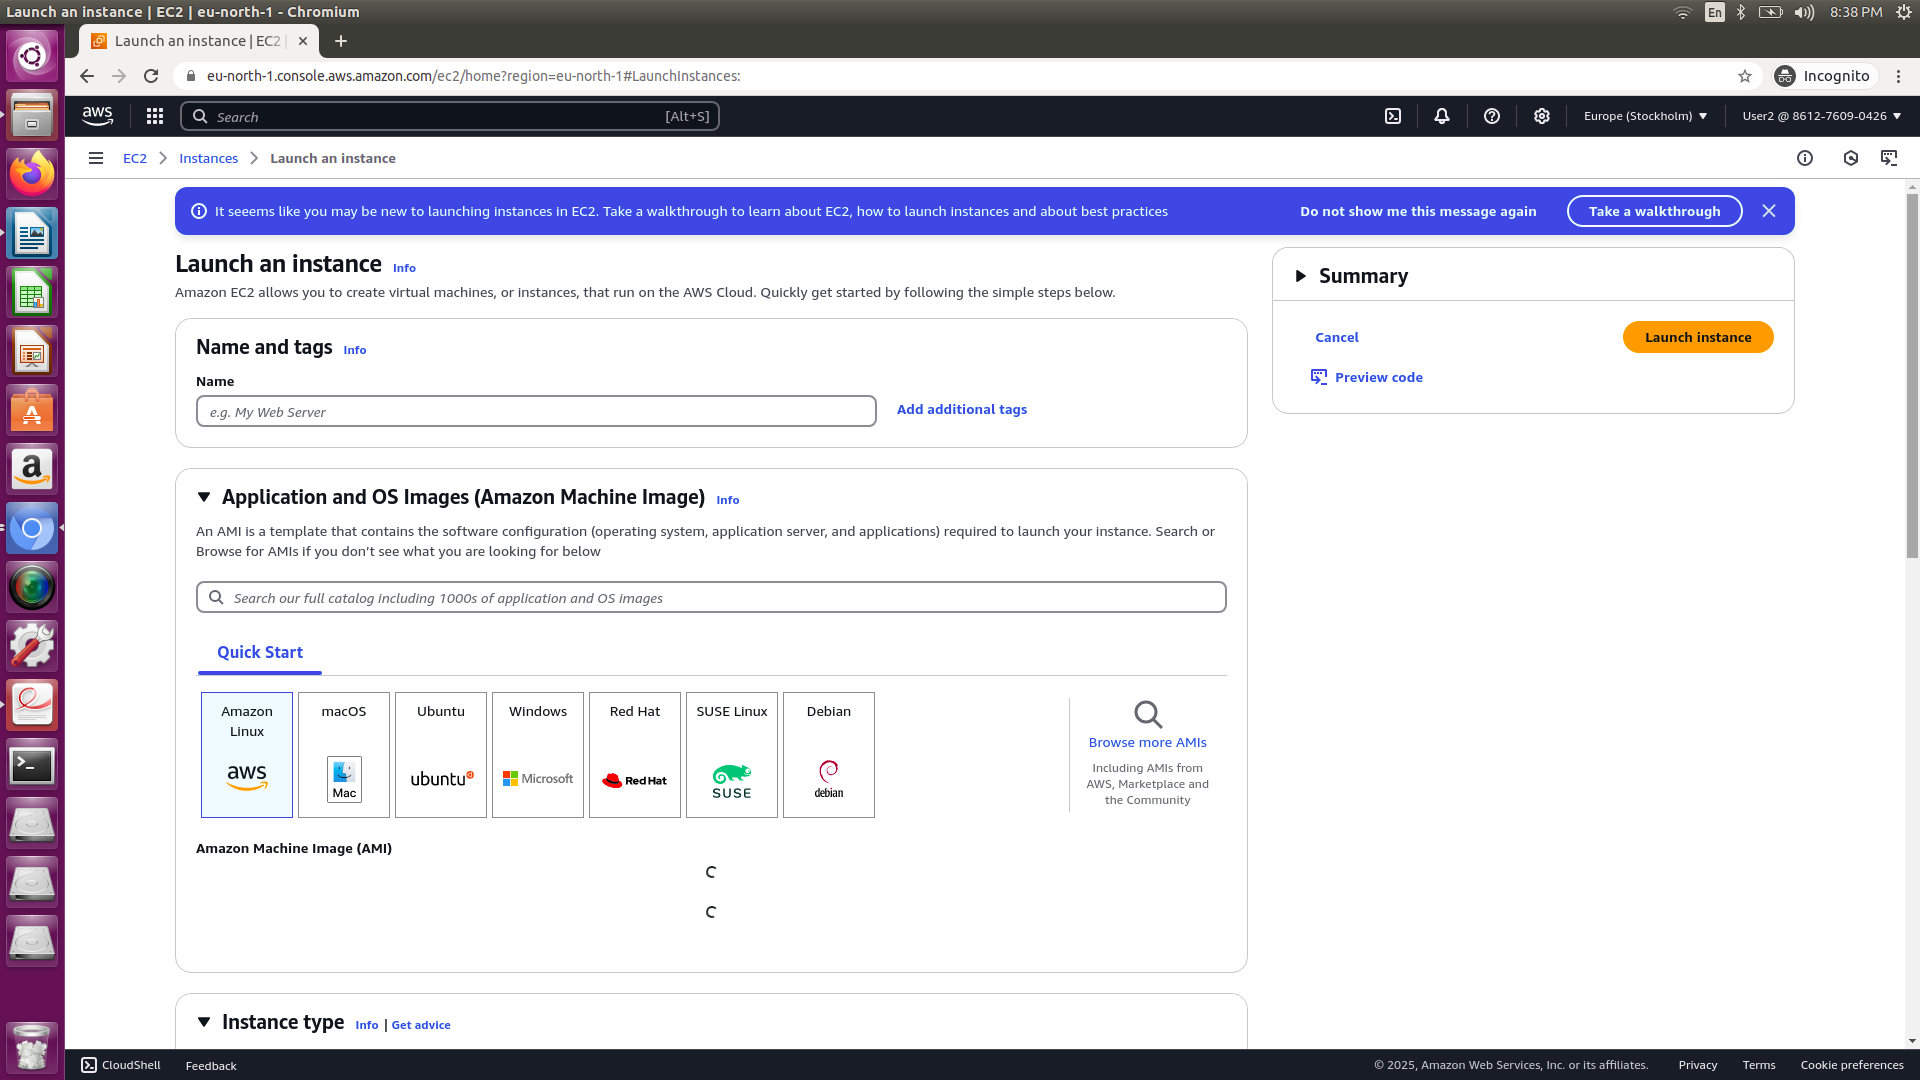 Launch an instance | EC2 | eu-north-1 - Chromium
En
8:38 PM
Launch an instance | EC2 |
eu-north-1.console.aws.amazon.com/ec2/home?region=eu-north-1#LaunchInstances:
Incognito
aws
Search
[Alt+S]
Europe (Stockholm)
User2 @ 8612-7609-0426
EC2
Instances
Launch an instance
It seeems like you may be new to launching instances in EC2. Take a walkthrough to learn about EC2, how to launch instances and about best practices
Do not show me this message again
Take a walkthrough
Launch an instance
Info
Amazon EC2 allows you to create virtual machines, or instances, that run on the AWS Cloud. Quickly get started by following the simple steps below.
Summary
Cancel
Launch instance
Preview code
Name and tags
Info
Name
e.g. My Web Server
Add additional tags
Application and OS Images (Amazon Machine Image)
Info
An AMI is a template that contains the software configuration (operating system, application server, and applications) required to launch your instance. Search or
Browse for AMIs if you don’t see what you are looking for below
Search our full catalog including 1000s of application and OS images
Quick Start
Amazon
Linux
aws
macOS
Mac
Ubuntu
ubuntu
Windows
Microsoft
Red Hat
Red Hat
SUSE Linux
SUSE
Debian
debian
Browse more AMIs
Including AMIs from
AWS, Marketplace and
the Community
Amazon Machine Image (AMI)
Instance type
Info
| Get advice
CloudShell
Feedback
© 2025, Amazon Web Services, Inc. or its affiliates.
Privacy
Terms
Cookie preferences